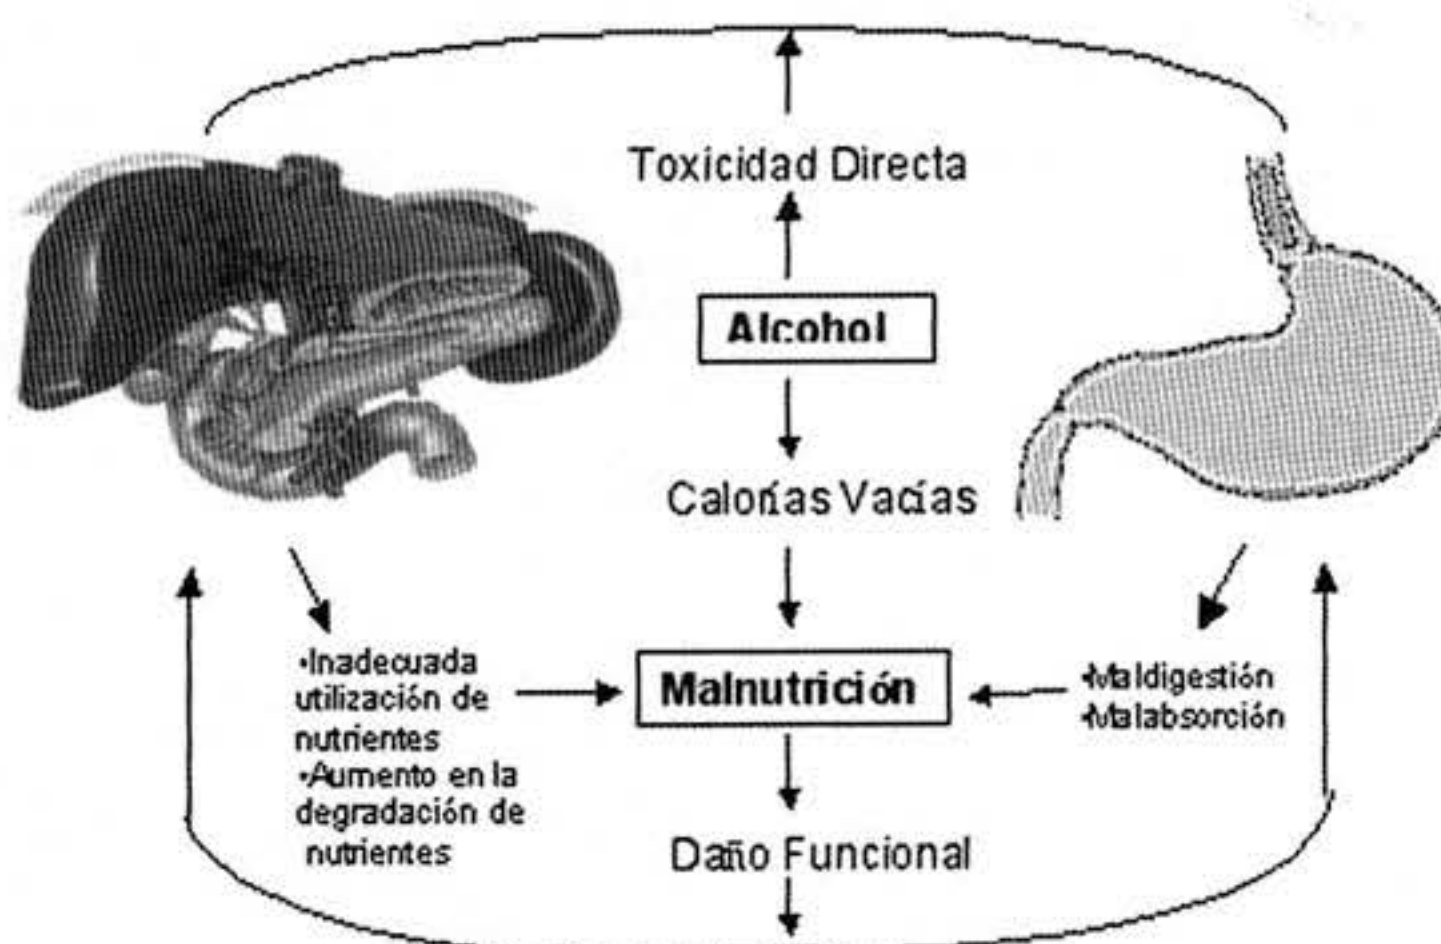 Toxicidad Directa
Alcohol
Calorías Vacías
•Inadecuada
utilización de
nutrientes
•Aumento en la
degradación de
nutrientes
Malnutrición
•Maldigestión
•Malabsorción
Daño Funcional